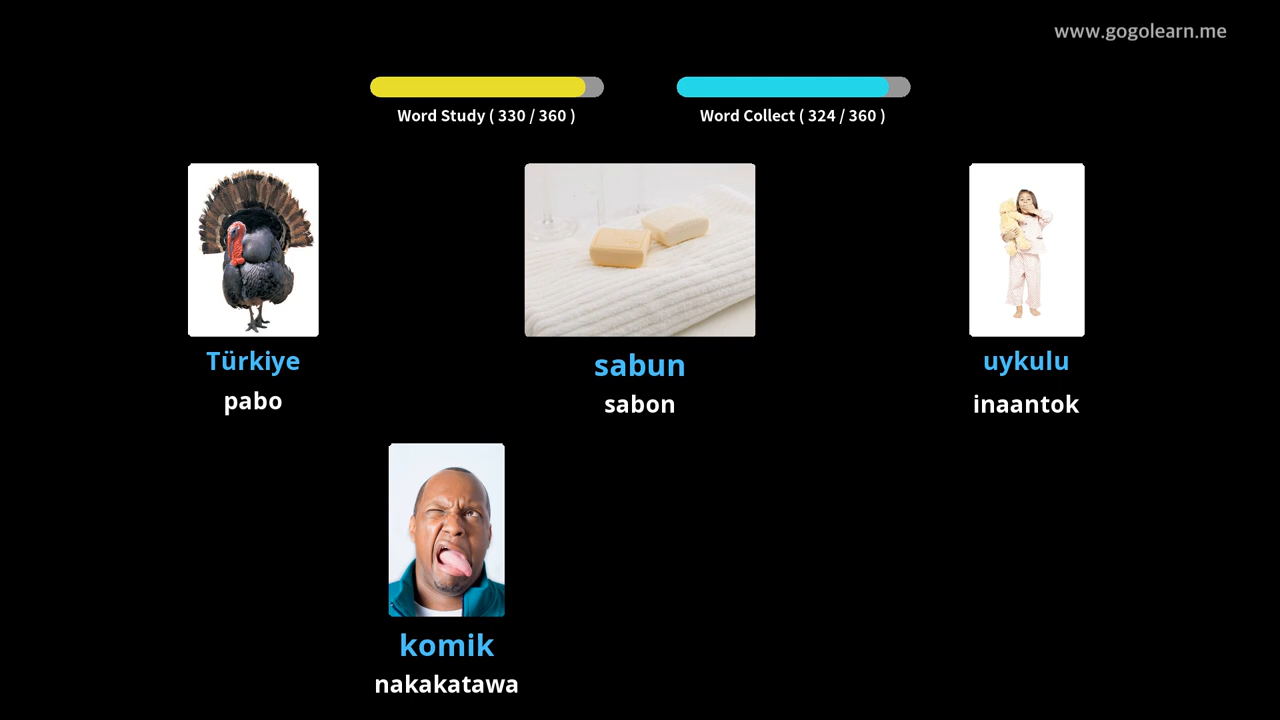 www.gogolearn.me
Word Study ( 330 / 360 )
Word Collect ( 324 / 360 )
Türkiye
pabo
sabun
sabon
uykulu
inaantok
komik
nakakatawa